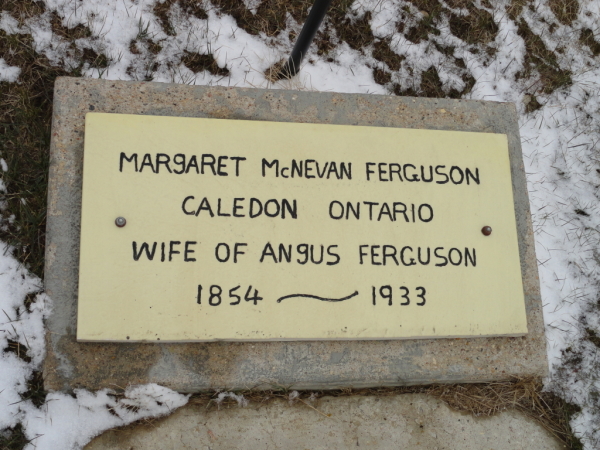 MARGARET McNEVAN FERGUSON
CALEDON ONTARIO
WIFE OF ANGUS FERGUSON
1854 ~ 1933